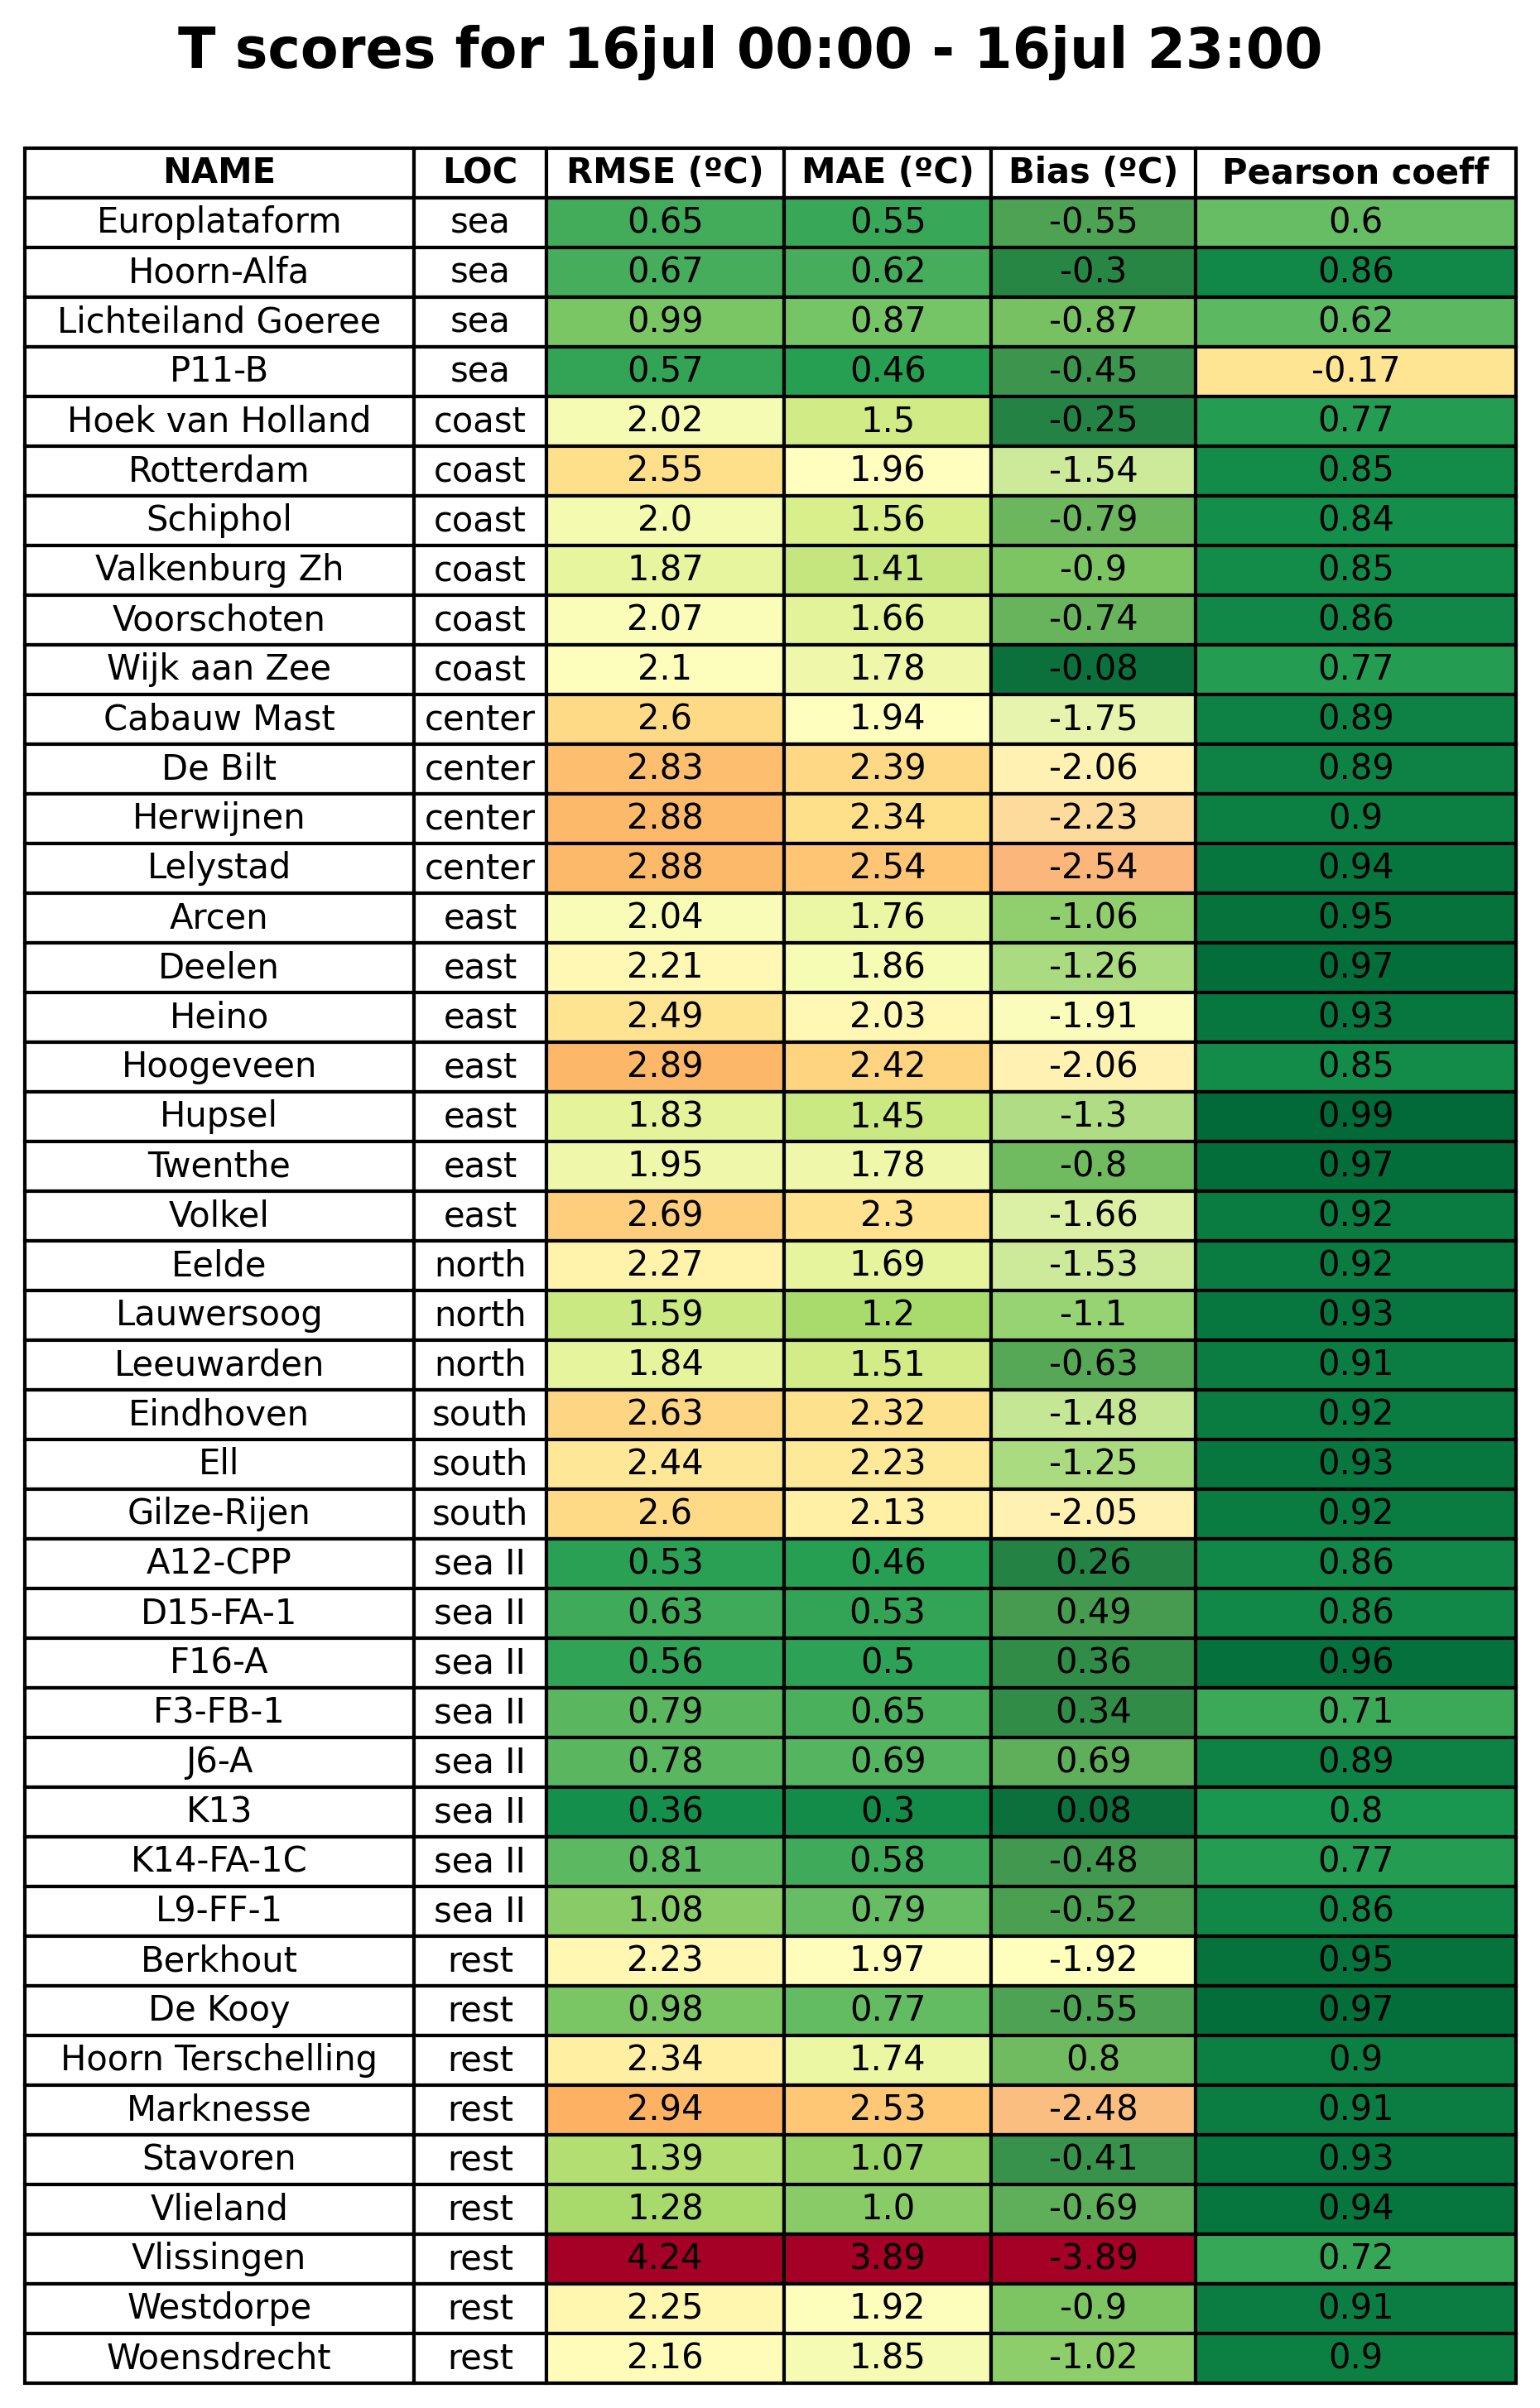 T scores for 16jul 00:00 - 16jul 23:00
NAME LOC RMSE (ºC) MAE (ºC) Bias (ºC) Pearson coeff
Europlataform sea 0.65 0.55 -0.55 0.6
Hoorn-Alfa sea 0.67 0.62 -0.3 0.86
Lichteiland Goeree sea 0.99 0.87 -0.87 0.62
P11-B sea 0.57 0.46 -0.45 -0.17
Hoek van Holland coast 2.02 1.5 -0.25 0.77
Rotterdam coast 2.55 1.96 -1.54 0.85
Schiphol coast 2.0 1.56 -0.79 0.84
Valkenburg Zh coast 1.87 1.41 -0.9 0.85
Voorschoten coast 2.07 1.66 -0.74 0.86
Wijk aan Zee coast 2.1 1.78 -0.08 0.77
Cabauw Mast center 2.6 1.94 -1.75 0.89
De Bilt center 2.83 2.39 -2.06 0.89
Herwijnen center 2.88 2.34 -2.23 0.9
Lelystad center 2.88 2.54 -2.54 0.94
Arcen east 2.04 1.76 -1.06 0.95
Deelen east 2.21 1.86 -1.26 0.97
Heino east 2.49 2.03 -1.91 0.93
Hoogeveen east 2.89 2.42 -2.06 0.85
Hupsel east 1.83 1.45 -1.3 0.99
Twenthe east 1.95 1.78 -0.8 0.97
Volkel east 2.69 2.3 -1.66 0.92
Eelde north 2.27 1.69 -1.53 0.92
Lauwersoog north 1.59 1.2 -1.1 0.93
Leeuwarden north 1.84 1.51 -0.63 0.91
Eindhoven south 2.63 2.32 -1.48 0.92
Ell south 2.44 2.23 -1.25 0.93
Gilze-Rijen south 2.6 2.13 -2.05 0.92
A12-CPP sea II 0.53 0.46 0.26 0.86
D15-FA-1 sea II 0.63 0.53 0.49 0.86
F16-A sea II 0.56 0.5 0.36 0.96
F3-FB-1 sea II 0.79 0.65 0.34 0.71
J6-A sea II 0.78 0.69 0.69 0.89
K13 sea II 0.36 0.3 0.08 0.8
K14-FA-1C sea II 0.81 0.58 -0.48 0.77
L9-FF-1 sea II 1.08 0.79 -0.52 0.86
Berkhout rest 2.23 1.97 -1.92 0.95
De Kooy rest 0.98 0.77 -0.55 0.97
Hoorn Terschelling rest 2.34 1.74 0.8 0.9
Marknesse rest 2.94 2.53 -2.48 0.91
Stavoren rest 1.39 1.07 -0.41 0.93
Vlieland rest 1.28 1.0 -0.69 0.94
Vlissingen rest 4.24 3.89 -3.89 0.72
Westdorpe rest 2.25 1.92 -0.9 0.91
Woensdrecht rest 2.16 1.85 -1.02 0.9